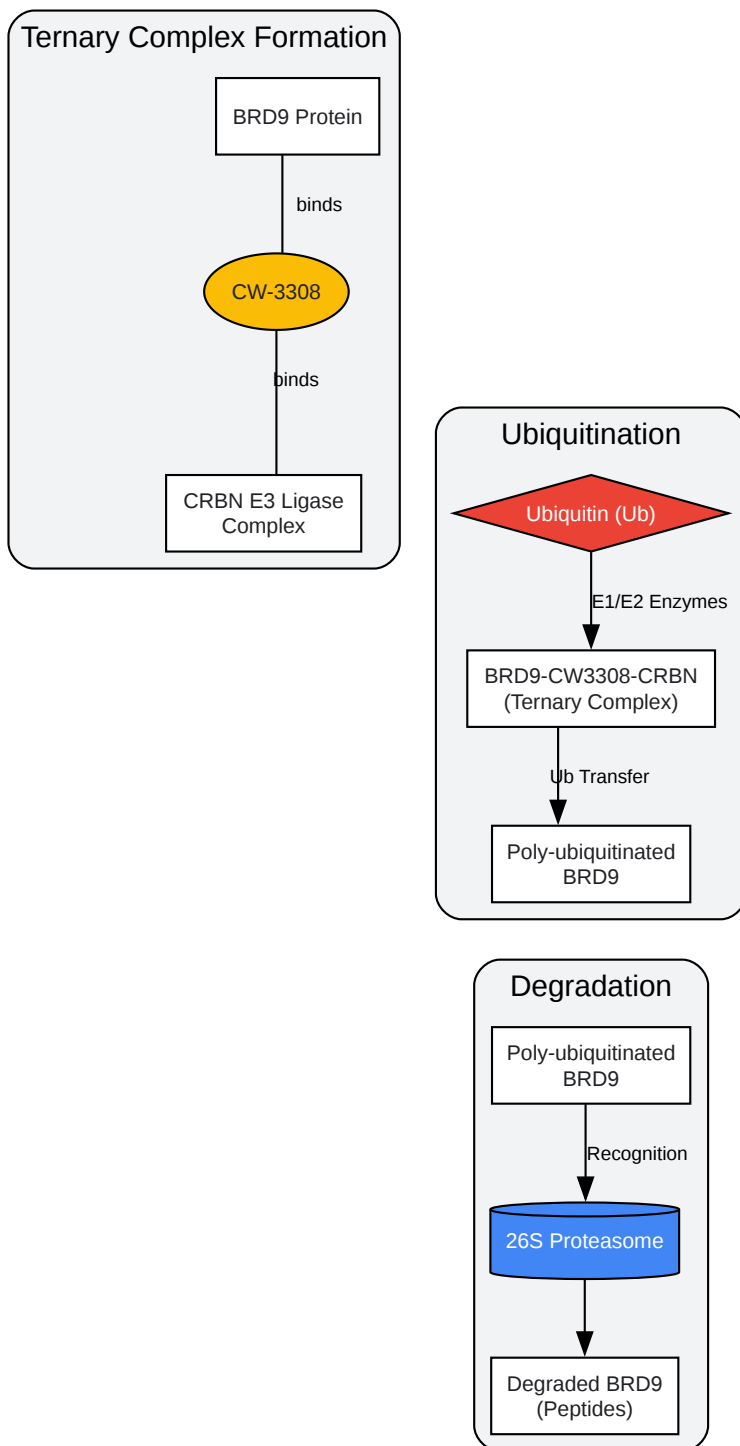 Ternary Complex Formation
BRD9 Protein
binds
CW-3308
binds
CRBN E3 Ligase
Complex
Ubiquitination
Ubiquitin (Ub)
E1/E2 Enzymes
BRD9-CW3308-CRBN
(Ternary Complex)
Ub Transfer
Poly-ubiquitinated
BRD9
Degradation
Poly-ubiquitinated
BRD9
Recognition
26S Proteasome
Degraded BRD9
(Peptides)